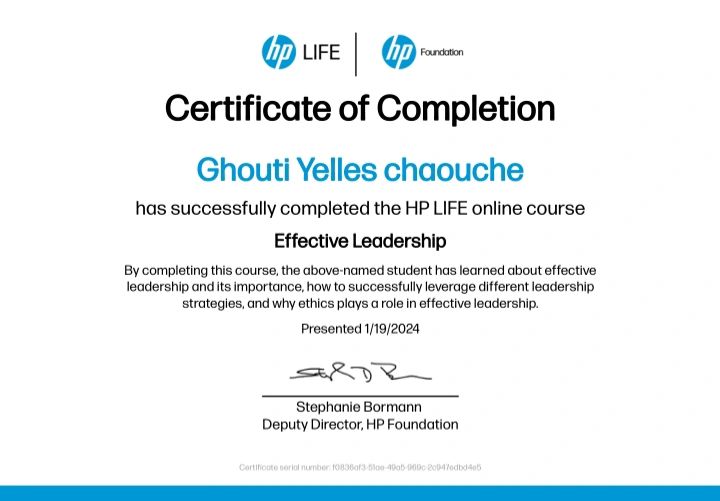 hp LIFE | hp Foundation
Certificate of Completion
Ghouti Yelles chaouche
has successfully completed the HP LIFE online course
Effective Leadership
By completing this course, the above-named student has learned about effective
leadership and its importance, how to successfully leverage different leadership
strategies, and why ethics plays a role in effective leadership.
Presented 1/19/2024
Stephanie Bormann
Deputy Director, HP Foundation
Certificate serial number: f0836af3-51ae-49a5-969c-2c947edbd4e5